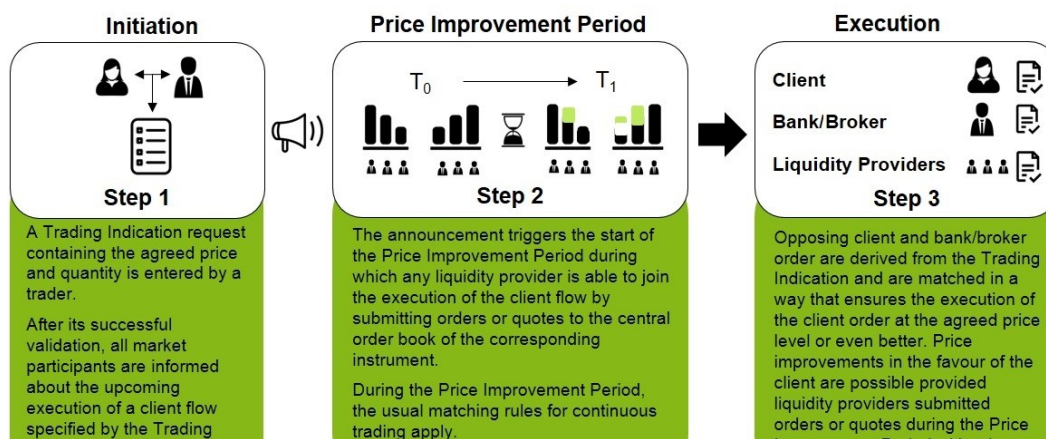 Initiation
Price Improvement Period
Execution
T0
T1
Client
Bank/Broker
Liquidity Providers
Step 1
Step 2
Step 3
A Trading Indication request
containing the agreed price
and quantity is entered by a
trader.
After its successful
validation, all market
participants are informed
about the upcoming
execution of a client flow
specified by the Trading
The announcement triggers the start of
the Price Improvement Period during
which any liquidity provider is able to join
the execution of the client flow by
submitting orders or quotes to the central
order book of the corresponding
instrument.
During the Price Improvement Period,
the usual matching rules for continuous
trading apply.
Opposing client and bank/broker
order are derived from the Trading
Indication and are matched in a
way that ensures the execution of
the client order at the agreed price
level or even better. Price
improvements in the favour of the
client are possible provided
liquidity providers submitted
orders or quotes during the Price